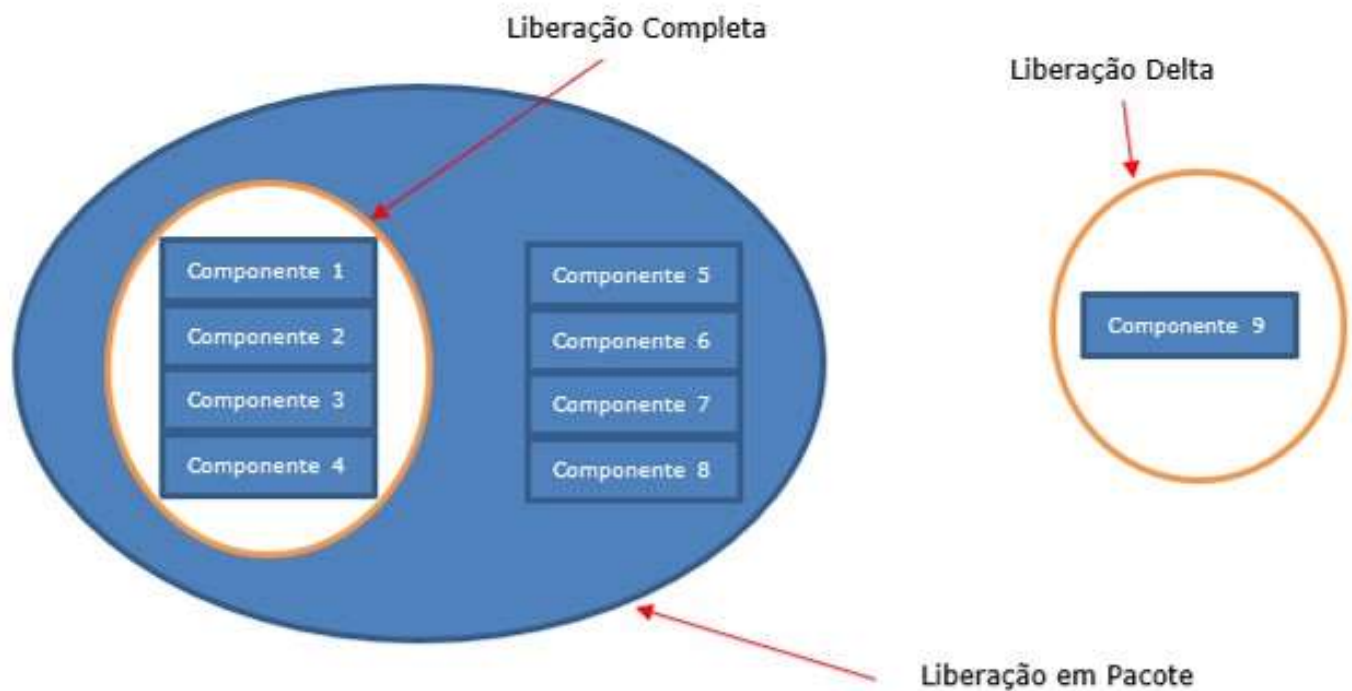 Liberação Completa
Liberação Delta
Componente 1
Componente 2
Componente 3
Componente 4
Componente 5
Componente 6
Componente 7
Componente 8
Componente 9
Liberação em Pacote